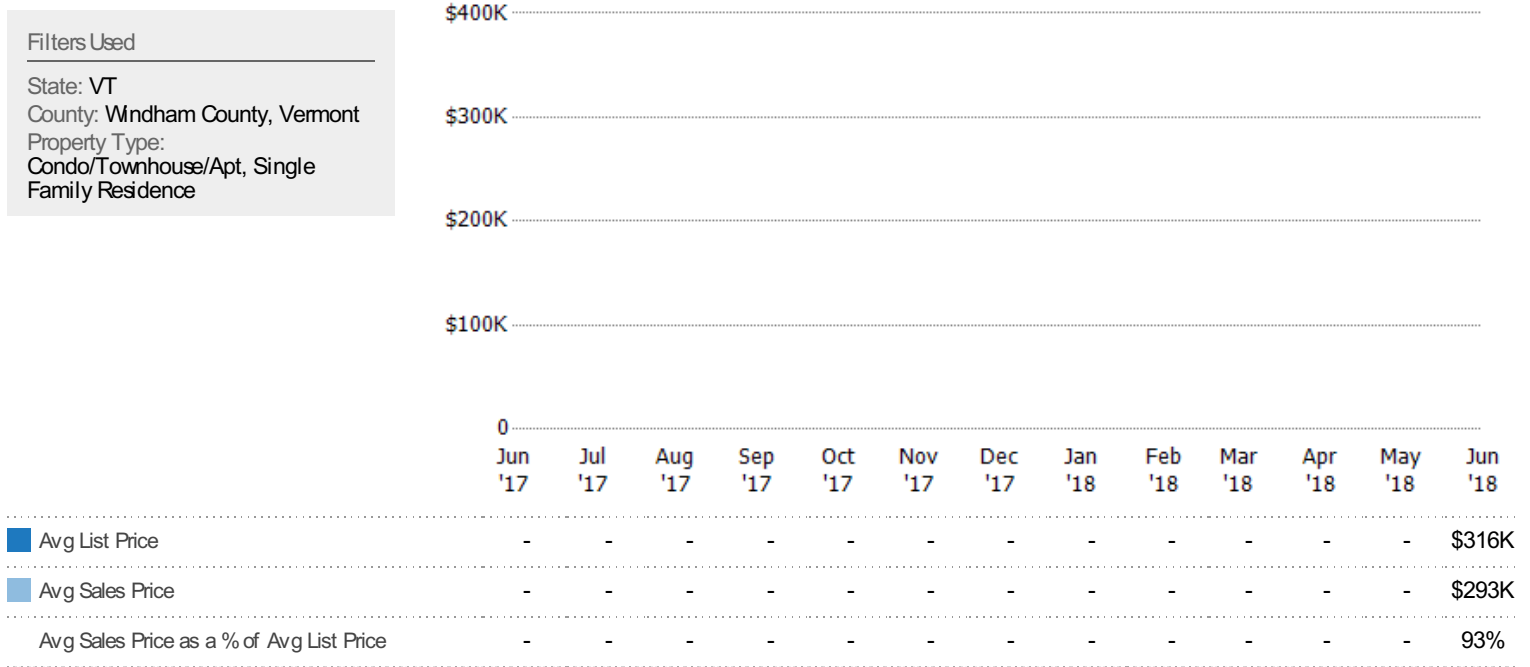 Filters Used
State: VT
County: Windham County, Vermont
Property Type:
Condo/Townhouse/Apt, Single
Family Residence
$400K
$300K
$200K
$100K
0
Jun Jul Aug Sep Oct Nov Dec Jan Feb Mar Apr May Jun
'17 '17 '17 '17 '17 '17 '17 '18 '18 '18 '18 '18 '18
Avg List Price - - - - - - - - - - - - $316K
Avg Sales Price - - - - - - - - - - - - $293K
Avg Sales Price as a % of Avg List Price - - - - - - - - - - - - 93%